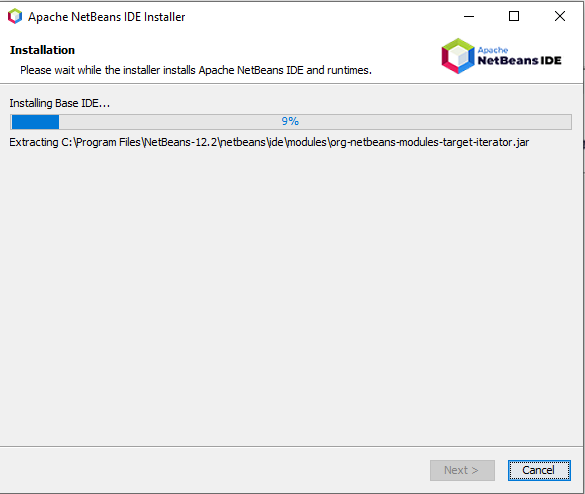 Apache NetBeans IDE Installer
Installation
Please wait while the installer installs Apache NetBeans IDE and runtimes.
Apache
NetBeans IDE
Installing Base IDE...
9%
Extracting C:\Program Files\NetBeans-12.2\netbeans\ide\modules\org-netbeans-modules-target-iterator.jar
Next >
Cancel